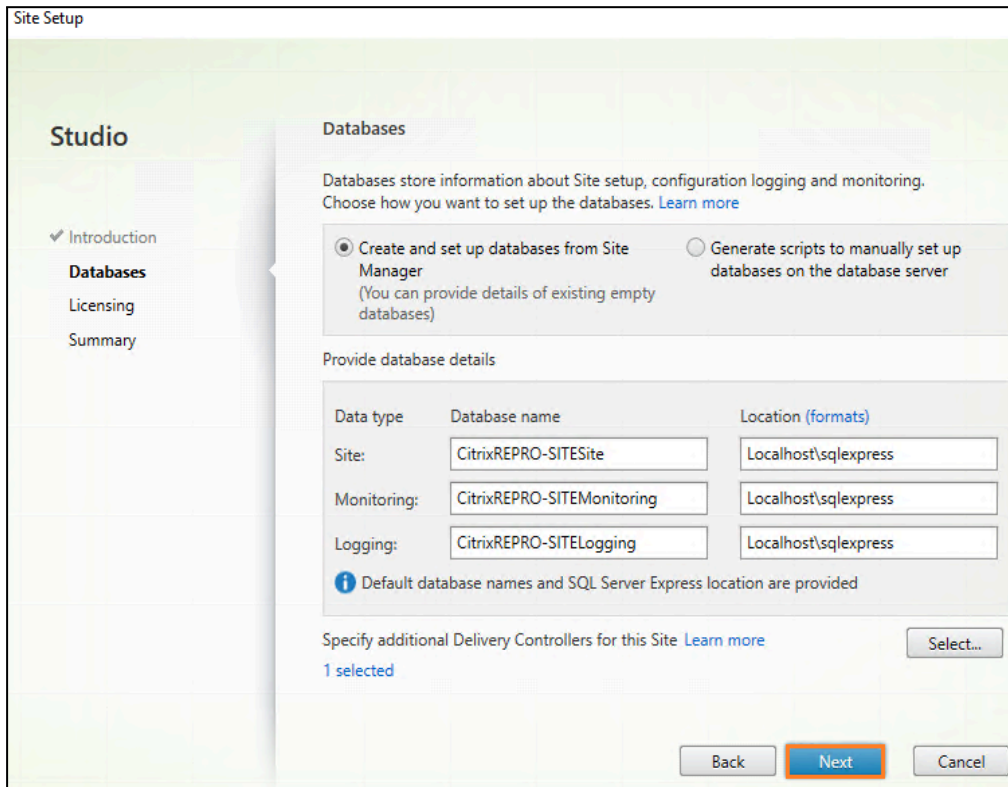 Site Setup
Studio
✔ Introduction
Databases
Licensing
Summary
Databases
Databases store information about Site setup, configuration logging and monitoring.
Choose how you want to set up the databases. Learn more
Create and set up databases from Site
Manager
(You can provide details of existing empty
databases)
Generate scripts to manually set up
databases on the database server
Provide database details
Data type Database name Location (formats)
Site: CitrixREPRO-SITESite Localhost\sqlexpress
Monitoring: CitrixREPRO-SITEMonitoring Localhost\sqlexpress
Logging: CitrixREPRO-SITELogging Localhost\sqlexpress
Default database names and SQL Server Express location are provided
Specify additional Delivery Controllers for this Site Learn more Select...
1 selected
Back Next Cancel